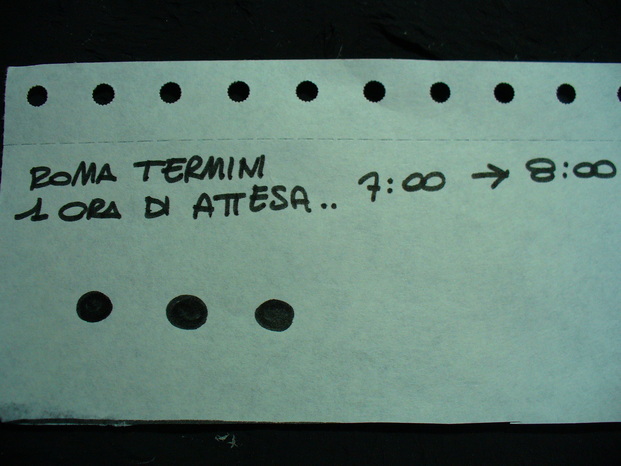 ROMA TERMINI
1 ORA DI ATTESA.. 7:00 → 8:00